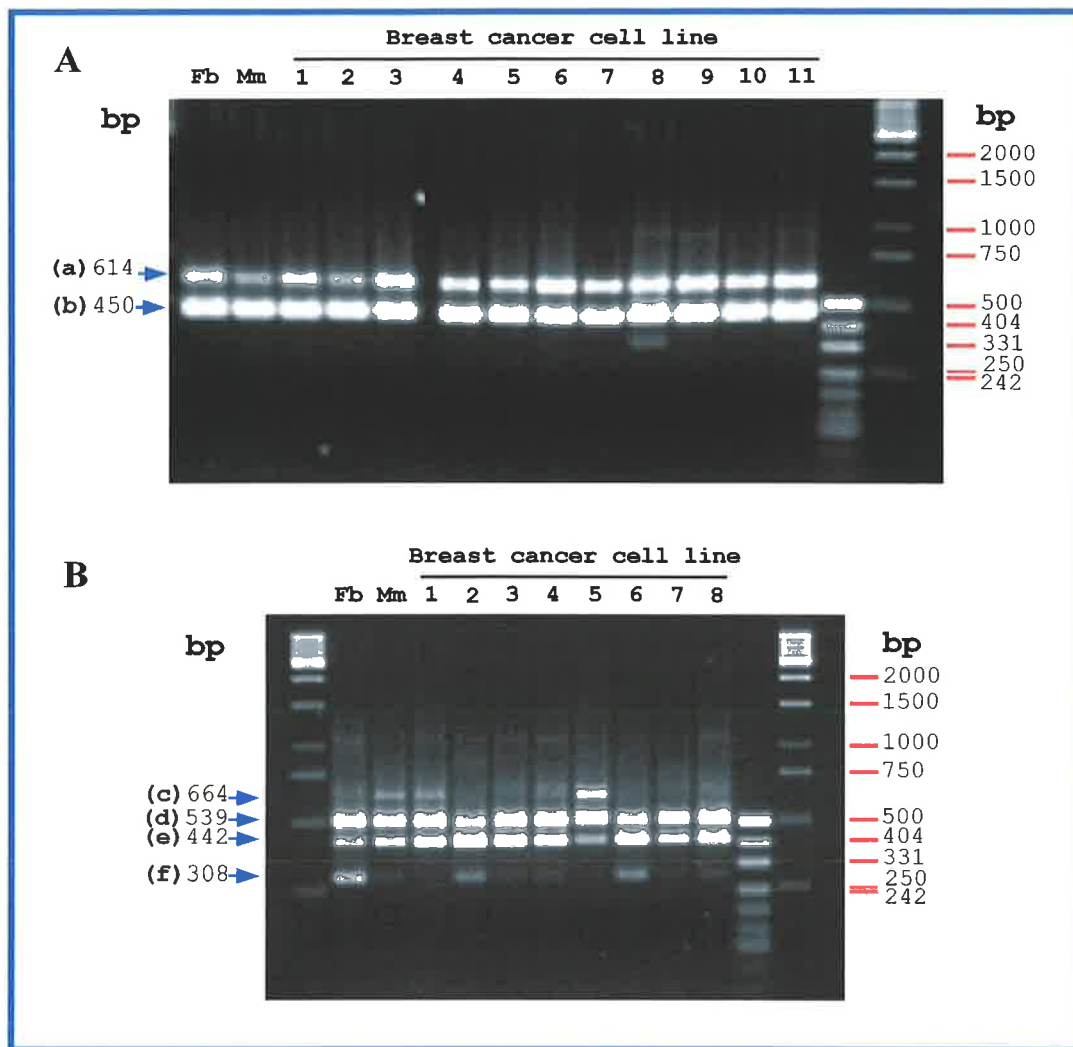 A
Breast cancer cell line
Fb Mm 1 2 3 4 5 6 7 8 9 10 11
bp bp
2000
1500
1000
750
(a) 614
(b) 450
500
404
331
250
242
B
Breast cancer cell line
Fb Mm 1 2 3 4 5 6 7 8
bp bp
2000
1500
1000
750
(c) 664
(d) 539 500
(e) 442 404
331
(f) 308 250
242